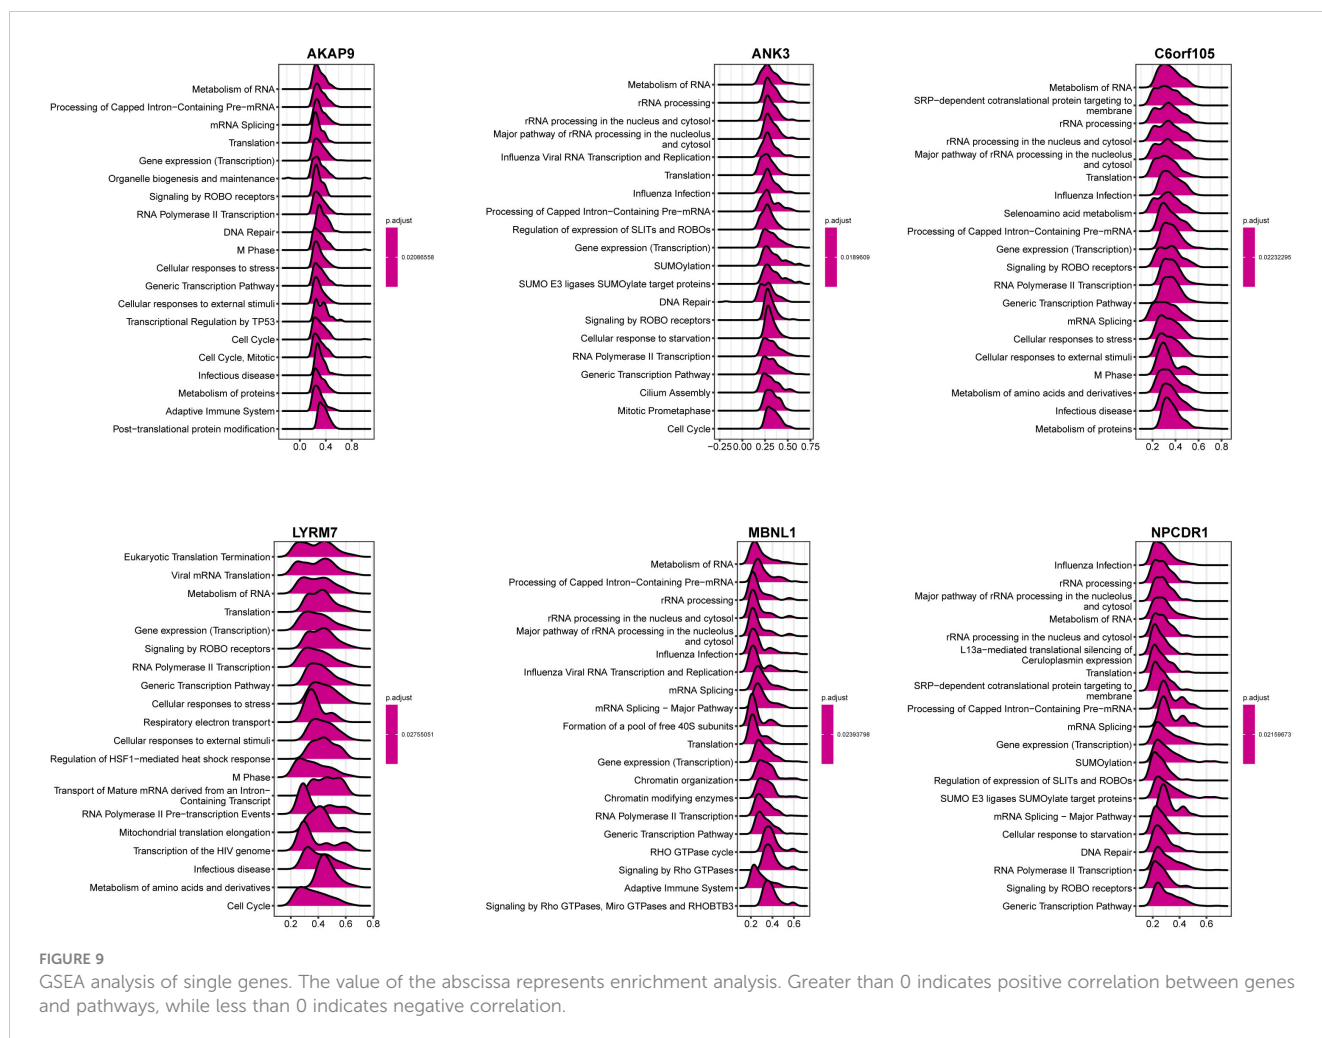 AKAP9
Metabolism of RNA
Processing of Capped Intron−Containing Pre−mRNA
mRNA Splicing
Translation
Gene expression (Transcription)
Organelle biogenesis and maintenance
Signaling by ROBO receptors
RNA Polymerase II Transcription
DNA Repair
M Phase
Cellular responses to stress
Generic Transcription Pathway
Cellular responses to external stimuli
Transcriptional Regulation by TP53
Cell Cycle
Cell Cycle, Mitotic
Infectious disease
Metabolism of proteins
Adaptive Immune System
Post−translational protein modification
0.0 0.4 0.8
p.adjust
0.02086558
ANK3
Metabolism of RNA
rRNA processing
rRNA processing in the nucleus and cytosol
Major pathway of rRNA processing in the nucleolus
and cytosol
Influenza Viral RNA Transcription and Replication
Translation
Influenza Infection
Processing of Capped Intron−Containing Pre−mRNA
Regulation of expression of SLITs and ROBOs
Gene expression (Transcription)
SUMOylation
SUMO E3 ligases SUMOylate target proteins
DNA Repair
Signaling by ROBO receptors
Cellular response to starvation
RNA Polymerase II Transcription
Generic Transcription Pathway
Cilium Assembly
Mitotic Prometaphase
Cell Cycle
−0.25 0.00 0.25 0.50 0.75
p.adjust
0.0189609
C6orf105
Metabolism of RNA
SRP−dependent cotranslational protein targeting to
membrane
rRNA processing
rRNA processing in the nucleus and cytosol
Major pathway of rRNA processing in the nucleolus
and cytosol
Translation
Influenza Infection
Selenoamino acid metabolism
Processing of Capped Intron−Containing Pre−mRNA
Gene expression (Transcription)
Signaling by ROBO receptors
RNA Polymerase II Transcription
Generic Transcription Pathway
mRNA Splicing
Cellular responses to stress
Cellular responses to external stimuli
M Phase
Metabolism of amino acids and derivatives
Infectious disease
Metabolism of proteins
0.2 0.4 0.6 0.8
p.adjust
0.02232295
LYRM7
Eukaryotic Translation Termination
Viral mRNA Translation
Metabolism of RNA
Translation
Gene expression (Transcription)
Signaling by ROBO receptors
RNA Polymerase II Transcription
Generic Transcription Pathway
Cellular responses to stress
Respiratory electron transport
Cellular responses to external stimuli
Regulation of HSF1−mediated heat shock response
M Phase
Transport of Mature mRNA derived from an Intron−
Containing Transcript
RNA Polymerase II Pre−transcription Events
Mitochondrial translation elongation
Transcription of the HIV genome
Infectious disease
Metabolism of amino acids and derivatives
Cell Cycle
0.2 0.4 0.6 0.8
p.adjust
0.02755051
MBNL1
Metabolism of RNA
Processing of Capped Intron−Containing Pre−mRNA
rRNA processing
rRNA processing in the nucleus and cytosol
Major pathway of rRNA processing in the nucleolus
and cytosol
Influenza Infection
Influenza Viral RNA Transcription and Replication
mRNA Splicing
mRNA Splicing − Major Pathway
Formation of a pool of free 40S subunits
Translation
Gene expression (Transcription)
Chromatin organization
Chromatin modifying enzymes
RNA Polymerase II Transcription
Generic Transcription Pathway
RHO GTPase cycle
Signaling by Rho GTPases
Adaptive Immune System
Signaling by Rho GTPases, Miro GTPases and RHOBTB3
0.2 0.4 0.6
p.adjust
0.02393798
NPCDR1
Influenza Infection
rRNA processing
Major pathway of rRNA processing in the nucleolus
and cytosol
Metabolism of RNA
rRNA processing in the nucleus and cytosol
L13a−mediated translational silencing of
Ceruloplasmin expression
Translation
SRP−dependent cotranslational protein targeting to
membrane
Processing of Capped Intron−Containing Pre−mRNA
mRNA Splicing
Gene expression (Transcription)
SUMOylation
Regulation of expression of SLITs and ROBOs
SUMO E3 ligases SUMOylate target proteins
mRNA Splicing − Major Pathway
Cellular response to starvation
DNA Repair
RNA Polymerase II Transcription
Signaling by ROBO receptors
Generic Transcription Pathway
0.2 0.4 0.6
p.adjust
0.02159673
FIGURE 9
GSEA analysis of single genes. The value of the abscissa represents enrichment analysis. Greater than 0 indicates positive correlation between genes
and pathways, while less than 0 indicates negative correlation.